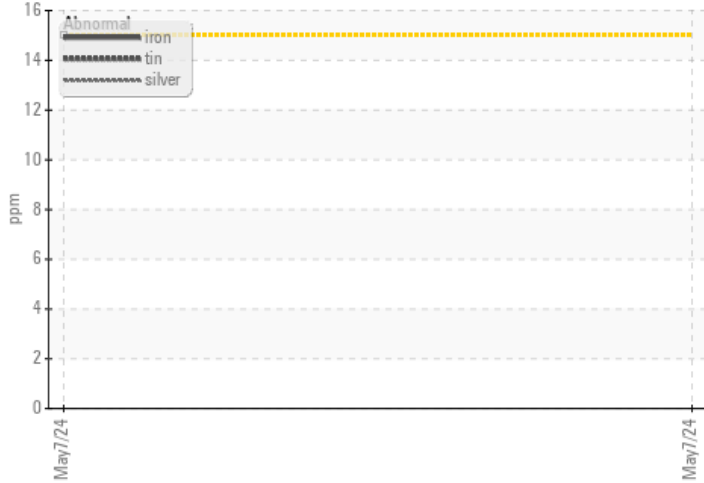 16
Abnormal
iron
14
tin
silver
12
10
8
ppm
6
4
2
0
May7/24
May7/24